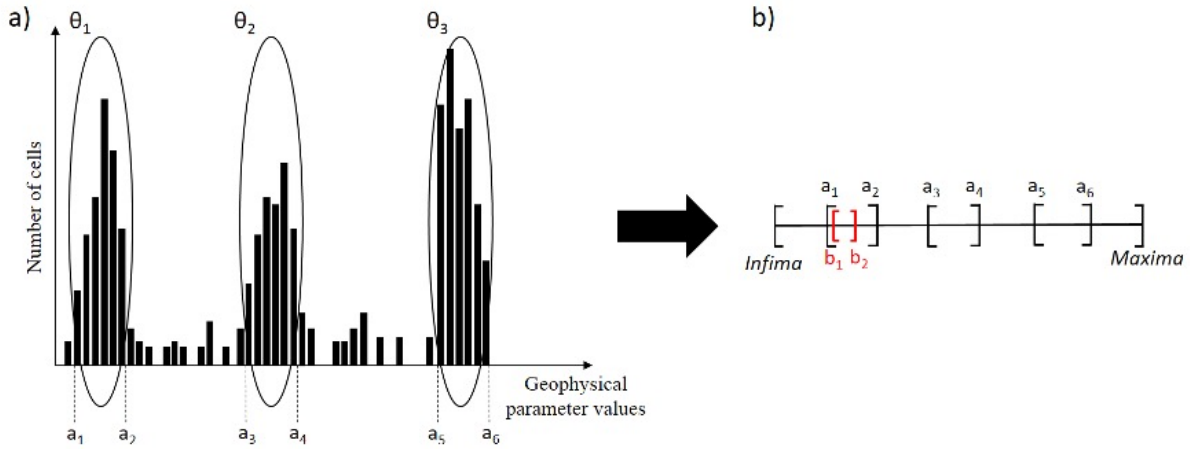 a)
θ1 θ2 θ3
Number of cells
Geophysical
parameter values
a1 a2 a3 a4 a5 a6
b)
a1 a2 a3 a4 a5 a6
b1 b2
Infima Maxima